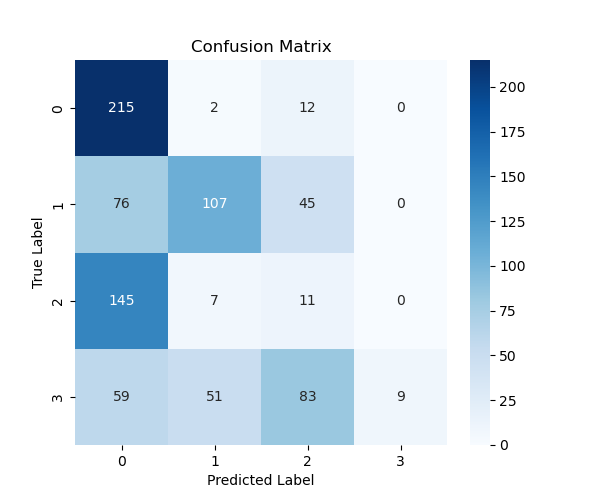 Confusion Matrix
0 215 2 12 0
1 76 107 45 0
2 145 7 11 0
3 59 51 83 9
0 1 2 3
True Label
Predicted Label
200
175
150
125
100
75
50
25
0